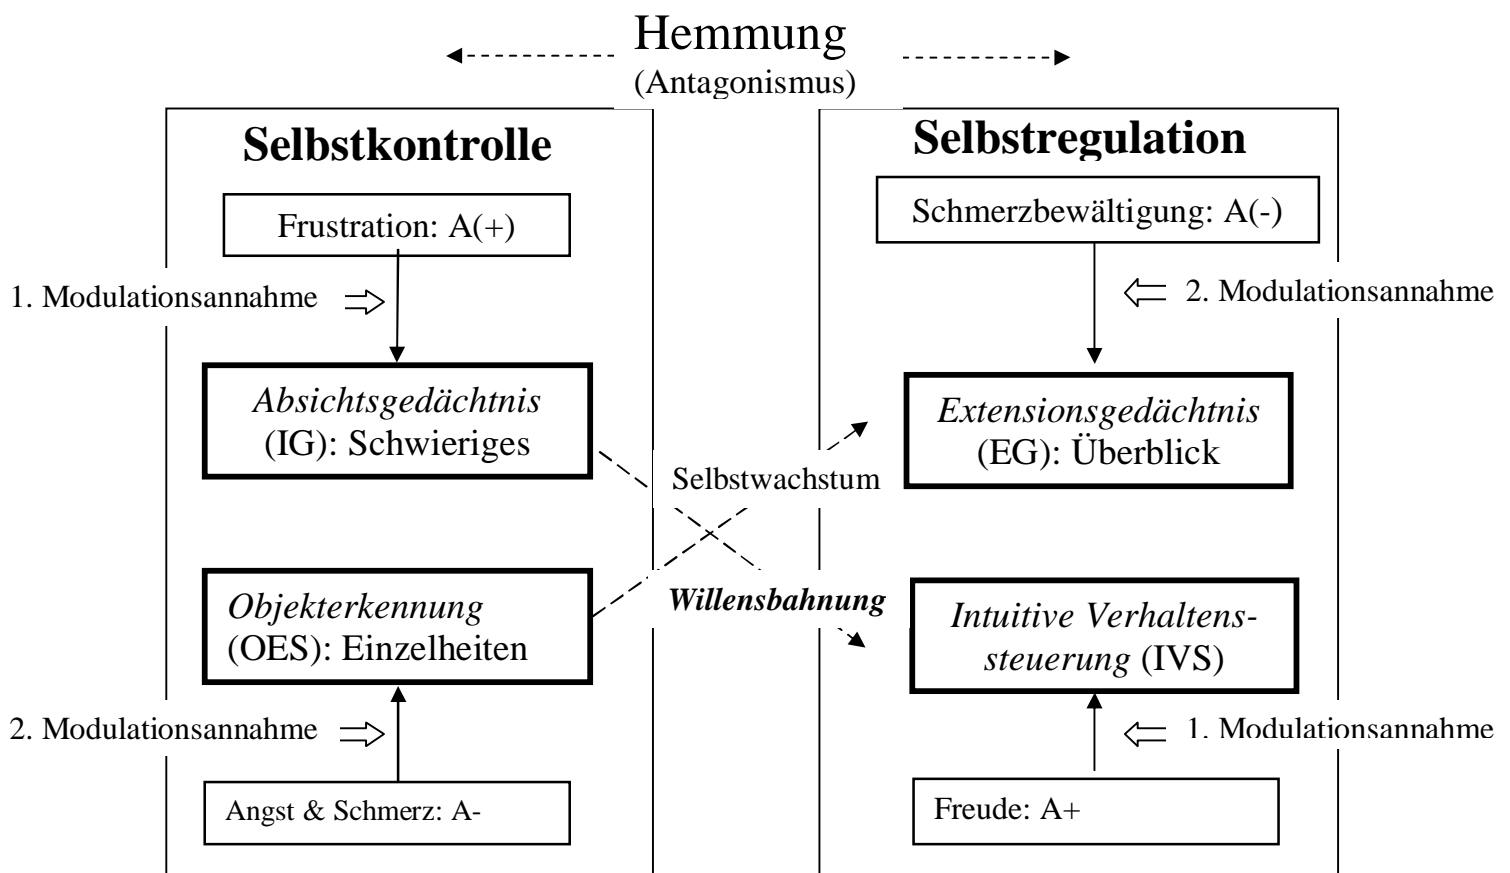 Hemmung
(Antagonismus)
Selbstkontrolle
Frustration: A(+)
1. Modulationsannahme
Absichtsgedächtnis
(IG): Schwieriges
Objekterkennung
(OES): Einzelheiten
2. Modulationsannahme
Angst & Schmerz: A-
Selbstwachstum
Willensbahnung
Selbstregulation
Schmerzbewältigung: A(-)
2. Modulationsannahme
Extensionsgedächtnis
(EG): Überblick
Intuitive Verhaltens-
steuerung (IVS)
1. Modulationsannahme
Freude: A+